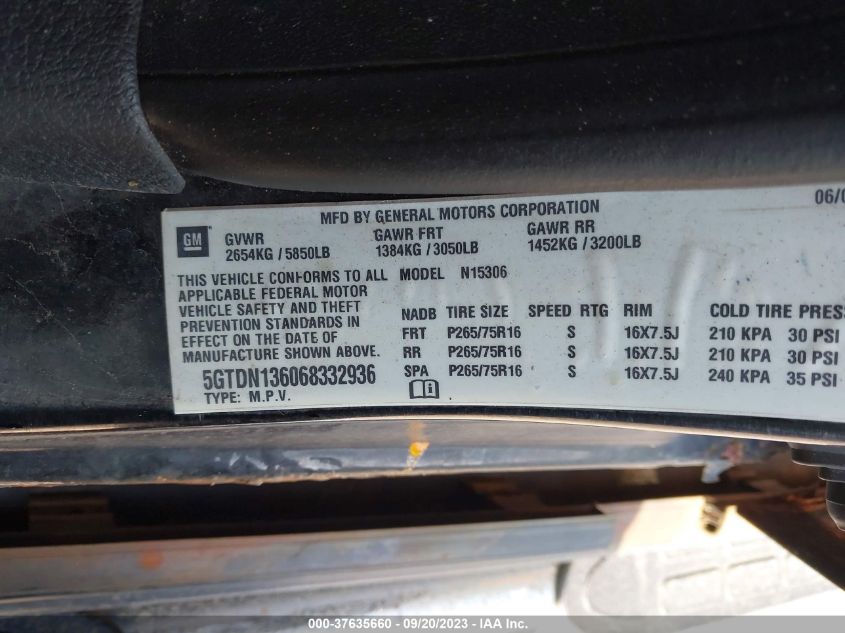 MFD BY GENERAL MOTORS CORPORATION 06/0
GM GVWR GAWR FRT GAWR RR
2654KG / 5850LB 1384KG / 3050LB 1452KG / 3200LB
THIS VEHICLE CONFORMS TO ALL MODEL N15306
APPLICABLE FEDERAL MOTOR
VEHICLE SAFETY AND THEFT
PREVENTION STANDARDS IN
EFFECT ON THE DATE OF
MANUFACTURE SHOWN ABOVE.
5GTDN136068332936
TYPE: M.P.V.
NADB TIRE SIZE SPEED RTG RIM COLD TIRE PRESS
FRT P265/75R16 S 16X7.5J 210 KPA 30 PSI
RR P265/75R16 S 16X7.5J 210 KPA 30 PSI
SPA P265/75R16 S 16X7.5J 240 KPA 35 PSI
000-37635660 - 09/20/2023 - IAA Inc.